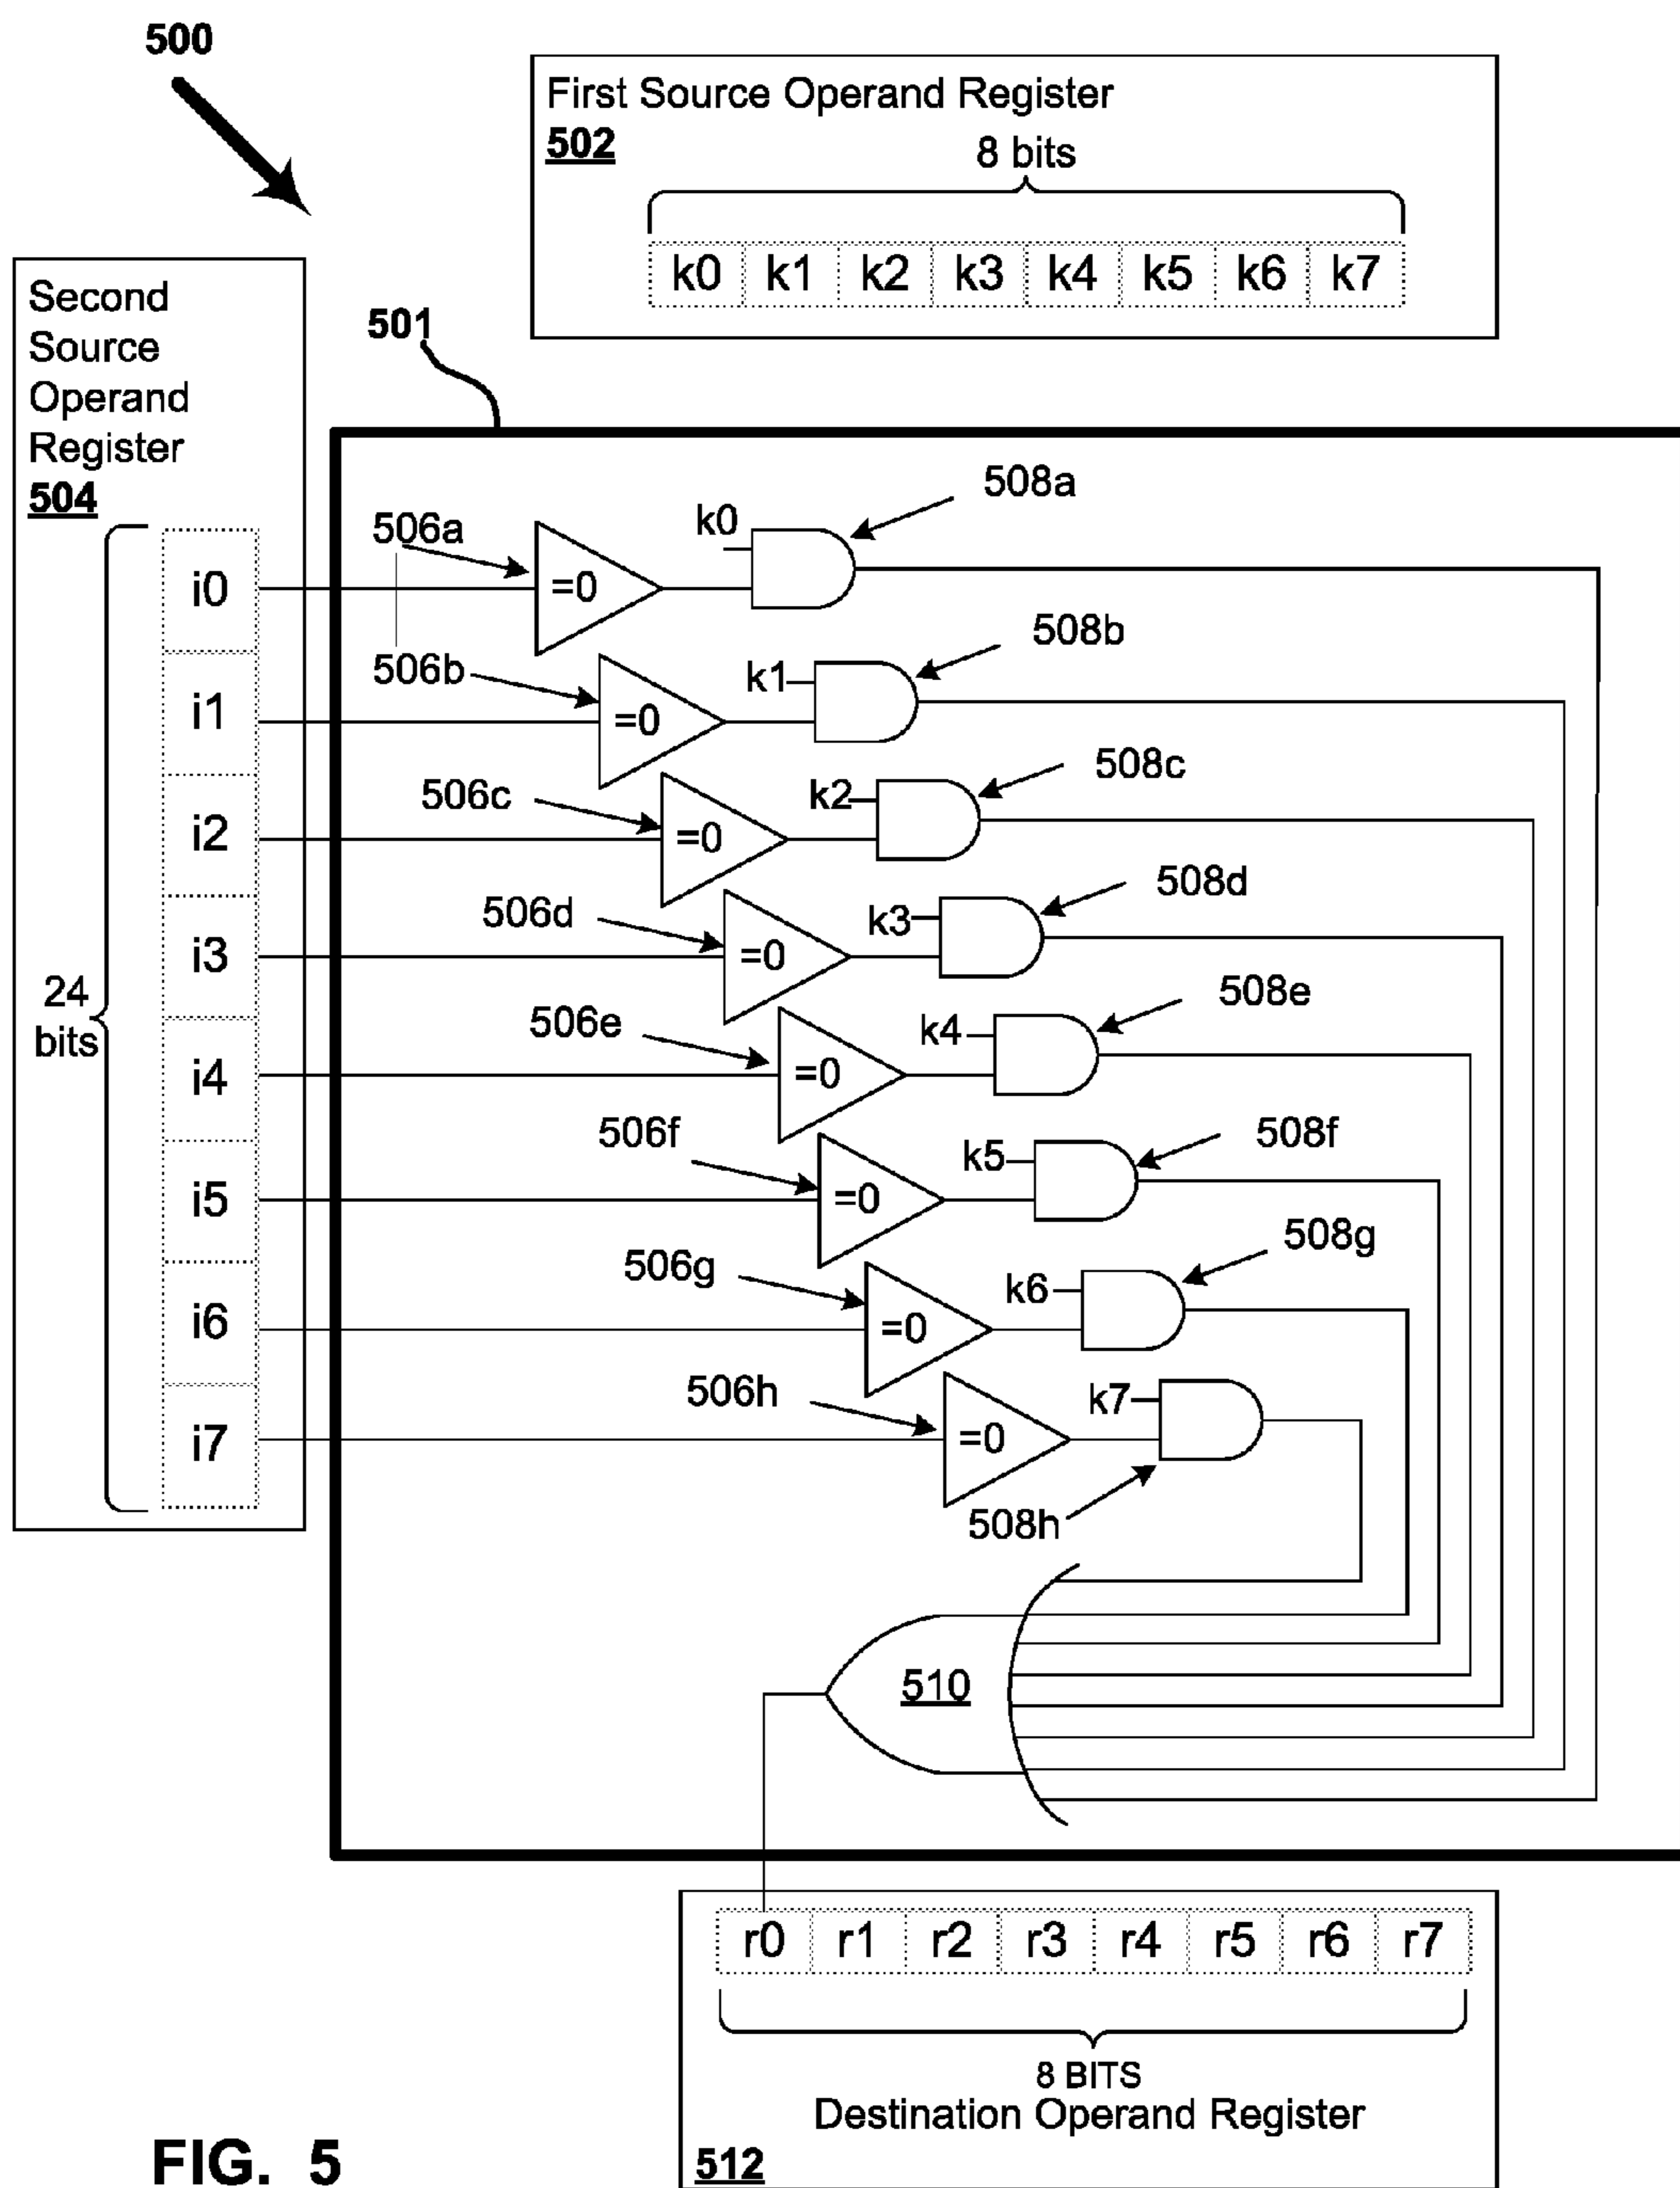 500
First Source Operand Register
502
8 bits
k0 k1 k2 k3 k4 k5 k6 k7
Second
Source
Operand
Register
504
501
24
bits
i0
i1
i2
i3
i4
i5
i6
i7
506a
=0
k0
508a
506b
=0
k1
508b
506c
=0
k2
508c
506d
=0
k3
508d
506e
=0
k4
508e
506f
=0
k5
508f
506g
=0
k6
508g
506h
=0
k7
508h
510
r0 r1 r2 r3 r4 r5 r6 r7
8 BITS
Destination Operand Register
512
FIG. 5